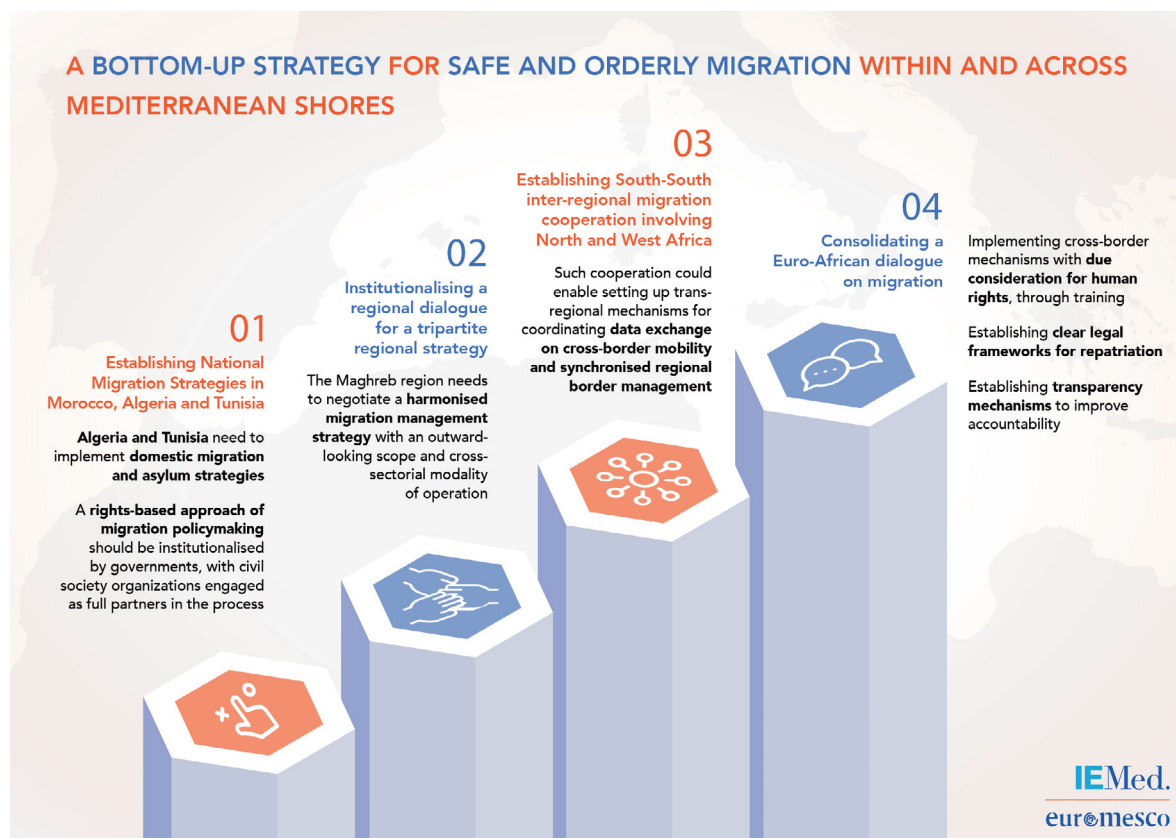 A BOTTOM-UP STRATEGY FOR SAFE AND ORDERLY MIGRATION WITHIN AND ACROSS
MEDITERRANEAN SHORES
01
Establishing National
Migration Strategies in
Morocco, Algeria and Tunisia
Algeria and Tunisia need to
implement domestic migration
and asylum strategies
A rights-based approach of
migration policymaking
should be institutionalised
by governments, with civil
society organizations engaged
as full partners in the process
02
Institutionalising a
regional dialogue
for a tripartite
regional strategy
The Maghreb region needs
to negotiate a harmonised
migration management
strategy with an outward-
looking scope and cross-
sectorial modality
of operation
03
Establishing South-South
inter-regional migration
cooperation involving
North and West Africa
Such cooperation could
enable setting up trans-
regional mechanisms for
coordinating data exchange
on cross-border mobility
and synchronised regional
border management
04
Consolidating a
Euro-African dialogue
on migration
Implementing cross-border
mechanisms with due
consideration for human
rights, through training
Establishing clear legal
frameworks for repatriation
Establishing transparency
mechanisms to improve
accountability
IEMed.
euromesco